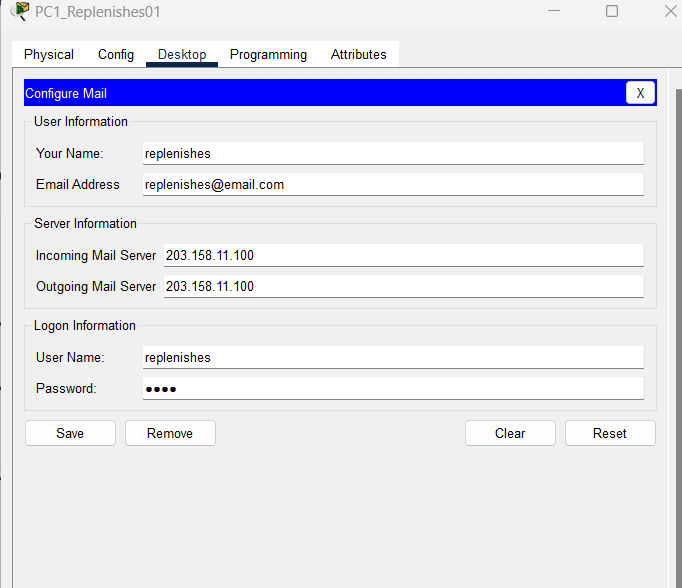 PC1_Replenishes01
Physical Config Desktop Programming Attributes
Configure Mail X
User Information
Your Name: replenishes
Email Address replenishes@email.com
Server Information
Incoming Mail Server 203.158.11.100
Outgoing Mail Server 203.158.11.100
Logon Information
User Name: replenishes
Password: ●●●●
Save Remove Clear Reset